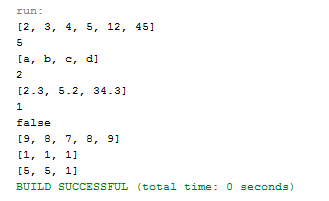 run:
[2, 3, 4, 5, 12, 45]
5
[a, b, c, d]
2
[2.3, 5.2, 34.3]
1
false
[9, 8, 7, 8, 9]
[1, 1, 1]
[5, 5, 1]
BUILD SUCCESSFUL (total time: 0 seconds)